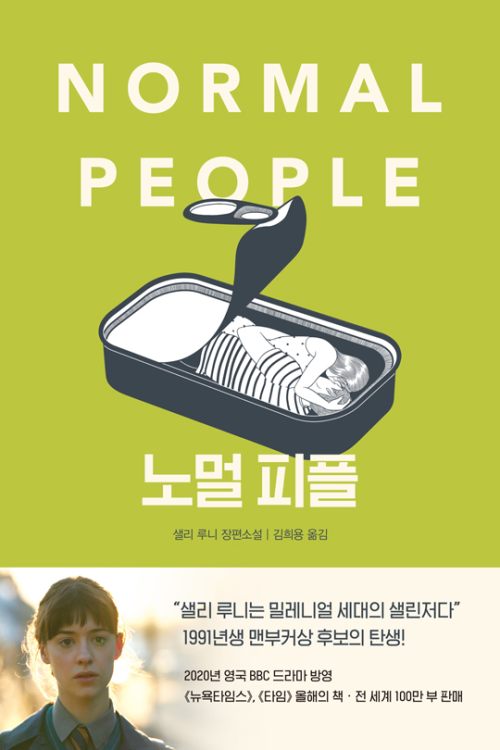 NORMAL
PEOPLE
노멀 피플
샐리 루니 장편소설 | 김희용 옮김
“샐리 루니는 밀레니얼 세대의 샐린저다”
1991년생 맨부커상 후보의 탄생!
2020년 영국 BBC 드라마 방영
《뉴욕타임스》, 《타임》 올해의 책 · 전 세계 100만 부 판매